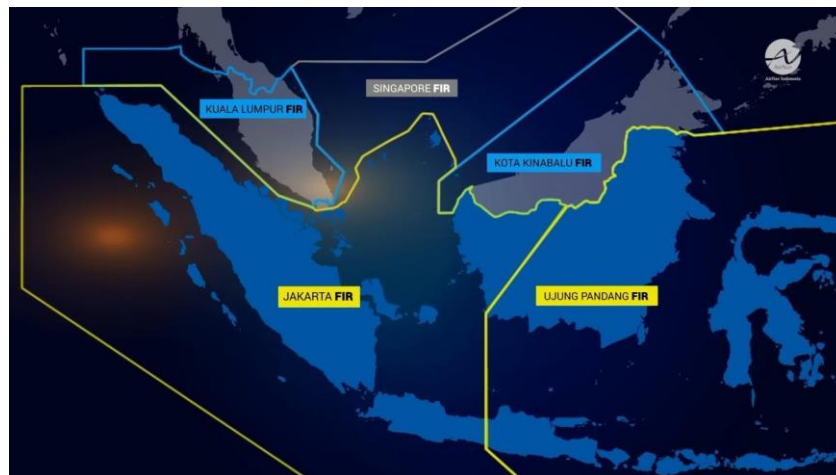 SINGAPORE FIR
AirNav Indonesia
KUALA LUMPUR FIR
KOTA KINABALU FIR
JAKARTA FIR
UJUNG PANDANG FIR